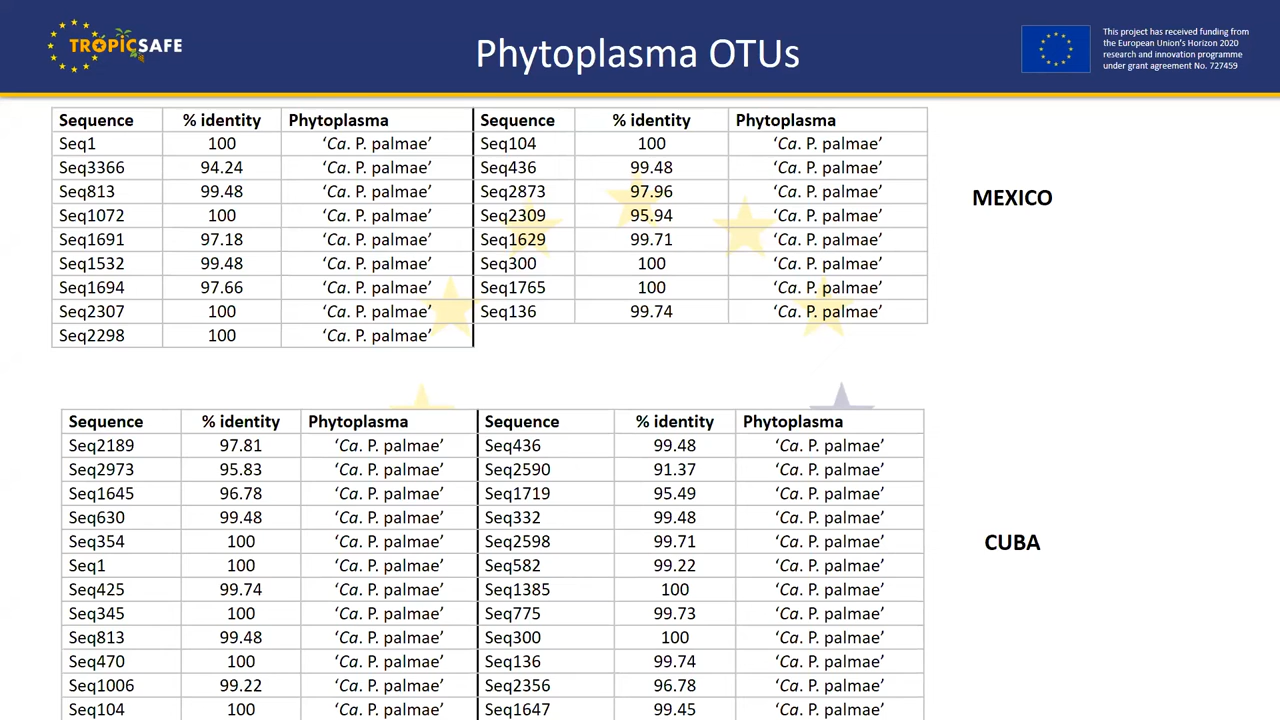 TROPICSAFE
Phytoplasma OTUs
This project has received funding from
the European Union's Horizon 2020
research and innovation programme
under grant agreement No. 727459
Sequence % identity Phytoplasma Sequence % identity Phytoplasma
Seq1 100 ‘Ca. P. palmae’ Seq104 100 ‘Ca. P. palmae’
Seq3366 94.24 ‘Ca. P. palmae’ Seq436 99.48 ‘Ca. P. palmae’
Seq813 99.48 ‘Ca. P. palmae’ Seq2873 97.96 ‘Ca. P. palmae’
Seq1072 100 ‘Ca. P. palmae’ Seq2309 95.94 ‘Ca. P. palmae’
Seq1691 97.18 ‘Ca. P. palmae’ Seq1629 99.71 ‘Ca. P. palmae’
Seq1532 99.48 ‘Ca. P. palmae’ Seq300 100 ‘Ca. P. palmae’
Seq1694 97.66 ‘Ca. P. palmae’ Seq1765 100 ‘Ca. P. palmae’
Seq2307 100 ‘Ca. P. palmae’ Seq136 99.74 ‘Ca. P. palmae’
Seq2298 100 ‘Ca. P. palmae’
MEXICO
Sequence % identity Phytoplasma Sequence % identity Phytoplasma
Seq2189 97.81 ‘Ca. P. palmae’ Seq436 99.48 ‘Ca. P. palmae’
Seq2973 95.83 ‘Ca. P. palmae’ Seq2590 91.37 ‘Ca. P. palmae’
Seq1645 96.78 ‘Ca. P. palmae’ Seq1719 95.49 ‘Ca. P. palmae’
Seq630 99.48 ‘Ca. P. palmae’ Seq332 99.48 ‘Ca. P. palmae’
Seq354 100 ‘Ca. P. palmae’ Seq2598 99.71 ‘Ca. P. palmae’
Seq1 100 ‘Ca. P. palmae’ Seq582 99.22 ‘Ca. P. palmae’
Seq425 99.74 ‘Ca. P. palmae’ Seq1385 100 ‘Ca. P. palmae’
Seq345 100 ‘Ca. P. palmae’ Seq775 99.73 ‘Ca. P. palmae’
Seq813 99.48 ‘Ca. P. palmae’ Seq300 100 ‘Ca. P. palmae’
Seq470 100 ‘Ca. P. palmae’ Seq136 99.74 ‘Ca. P. palmae’
Seq1006 99.22 ‘Ca. P. palmae’ Seq2356 96.78 ‘Ca. P. palmae’
Seq104 100 ‘Ca. P. palmae’ Seq1647 99.45 ‘Ca. P. palmae’
CUBA